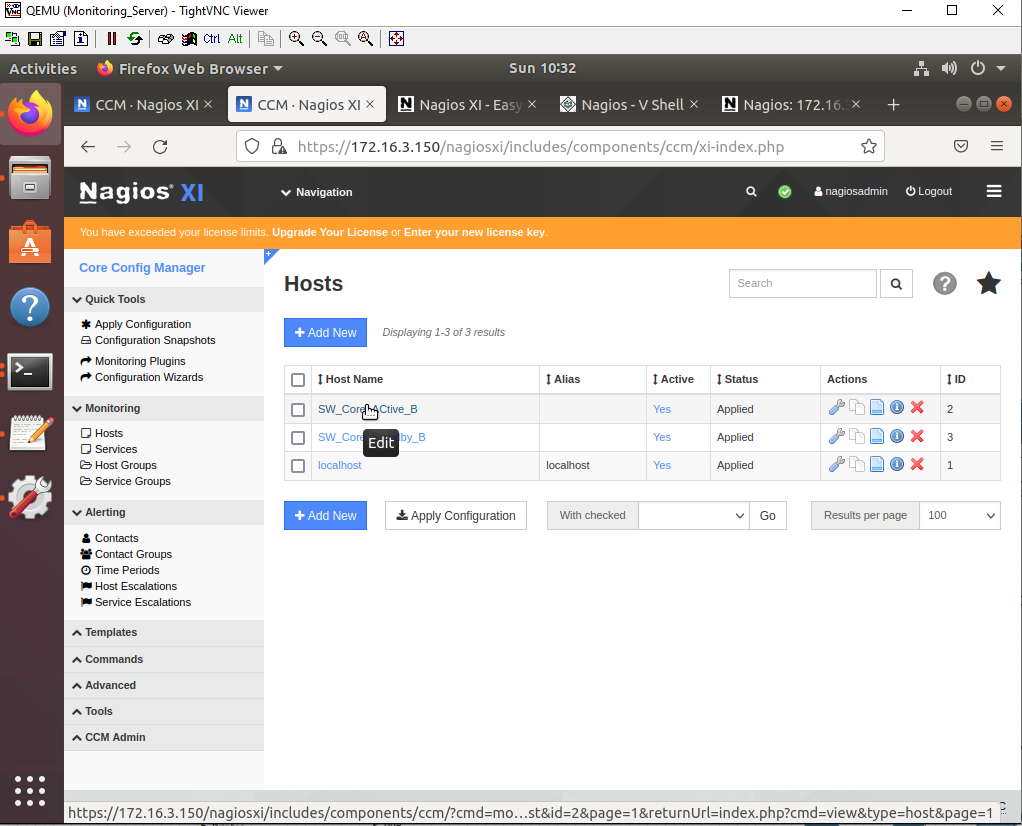 QEMU (Monitoring_Server) - TightVNC Viewer
Ctrl Alt
Activities Firefox Web Browser Sun 10:32
CCM · Nagios XI CCM · Nagios XI Nagios XI - Easy Nagios - V Shell Nagios: 172.16.
https://172.16.3.150/nagiosxi/includes/components/ccm/xi-index.php
Nagios® XI Navigation nagiosadmin Logout
You have exceeded your license limits. Upgrade Your License or Enter your new license key.
Core Config Manager
Quick Tools
Apply Configuration
Configuration Snapshots
Monitoring Plugins
Configuration Wizards
Monitoring
Hosts
Services
Host Groups
Service Groups
Alerting
Contacts
Contact Groups
Time Periods
Host Escalations
Service Escalations
Templates
Commands
Advanced
Tools
CCM Admin
Hosts
Search
Add New Displaying 1-3 of 3 results
Host Name Alias Active Status Actions ID
SW_Core_ACtive_B Yes Applied 2
SW_Core by_B Yes Applied 3
Edit
localhost localhost Yes Applied 1
Add New Apply Configuration With checked Go Results per page 100
https://172.16.3.150/nagiosxi/includes/components/ccm/?cmd=mo...st&id=2&page=1&returnUrl=index.php?cmd=view&type=host&page=1